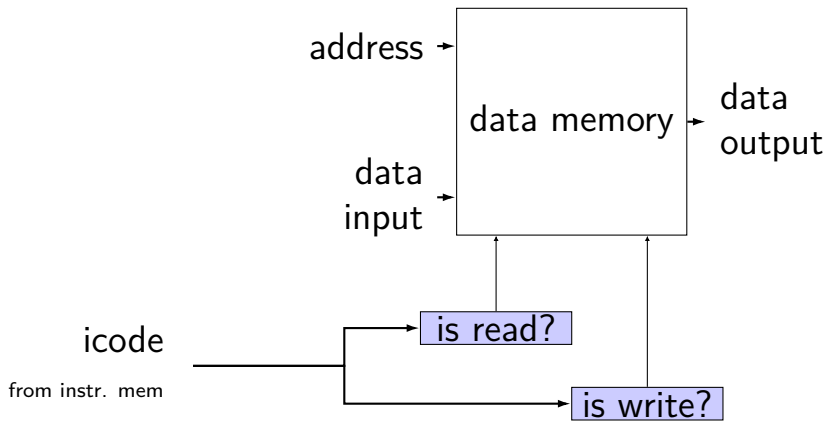 address
data memory
data
output
data
input
is read?
icode
from instr. mem
is write?